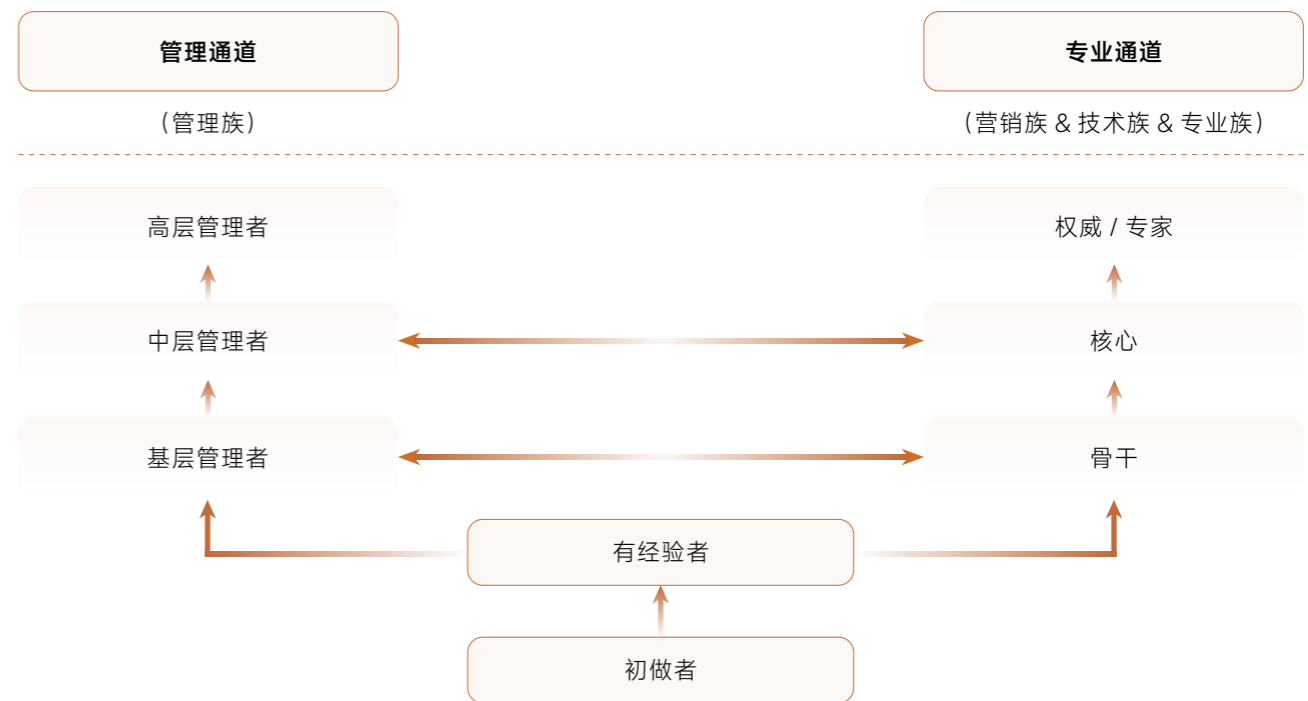 管理通道
专业通道
（管理族）
（营销族 & 技术族 & 专业族）
高层管理者
权威 / 专家
中层管理者
核心
基层管理者
骨干
有经验者
初做者